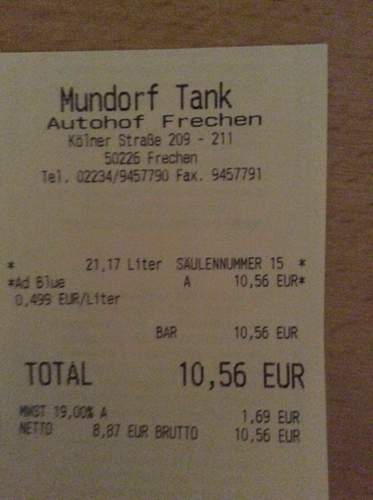 Mundorf Tank
Autohof Frechen
Kölner Straße 209 - 211
50226 Frechen
Tel. 02234/9457790 Fax. 9457791
* 21,17 Liter SÄULENNUMMER 15 *
*Ad Blue A 10,56 EUR*
0,499 EUR/Liter
BAR 10,56 EUR
TOTAL 10,56 EUR
MWST 19,00% A 1,69 EUR
NETTO 8,87 EUR BRUTTO 10,56 EUR